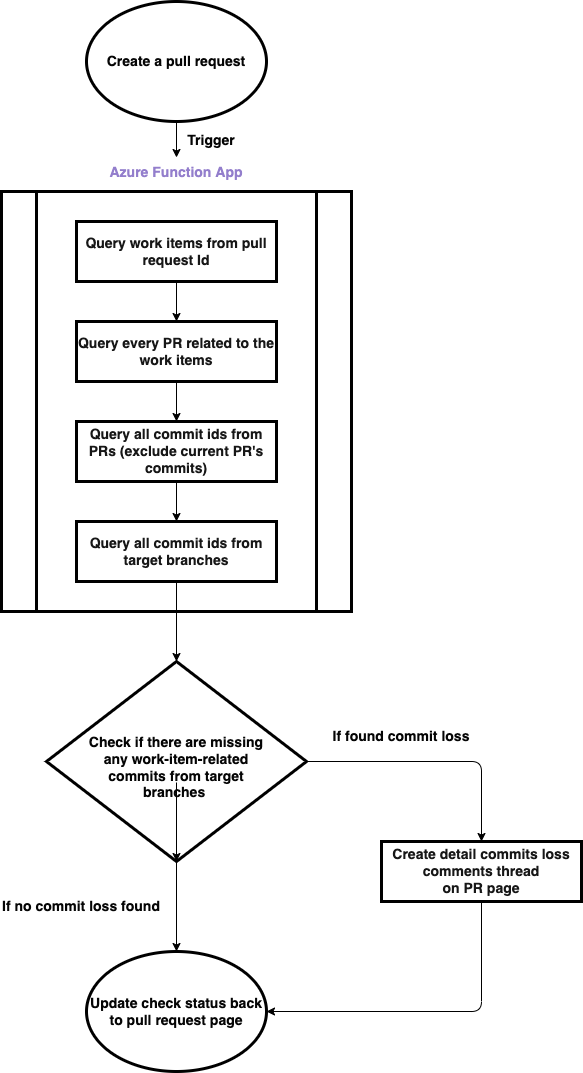 Create a pull request
Trigger
Azure Function App
Query work items from pull
request Id
Query every PR related to the
work items
Query all commit ids from
PRs (exclude current PR's
commits)
Query all commit ids from
target branches
Check if there are missing
any work-item-related
commits from target
branches
If found commit loss
Create detail commits loss
comments thread
on PR page
If no commit loss found
Update check status back
to pull request page